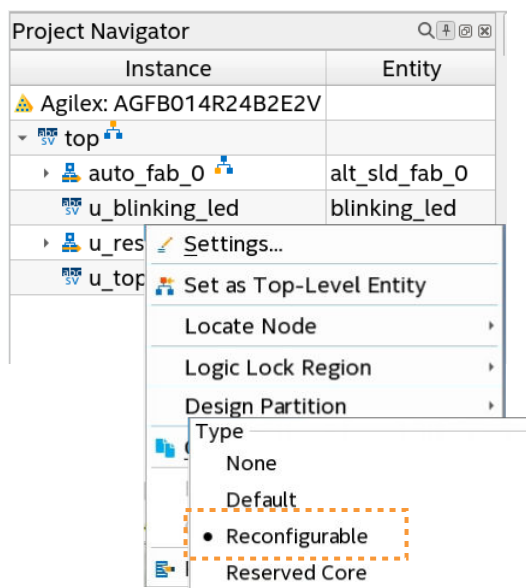 Project Navigator
Instance Entity
Agilex: AGFB014R24B2E2V
top
auto_fab_0 alt_sld_fab_0
u_blinking_led blinking_led
u_res
u_top
Settings...
Set as Top-Level Entity
Locate Node
Logic Lock Region
Design Partition
Type
None
Default
Reconfigurable
Reserved Core